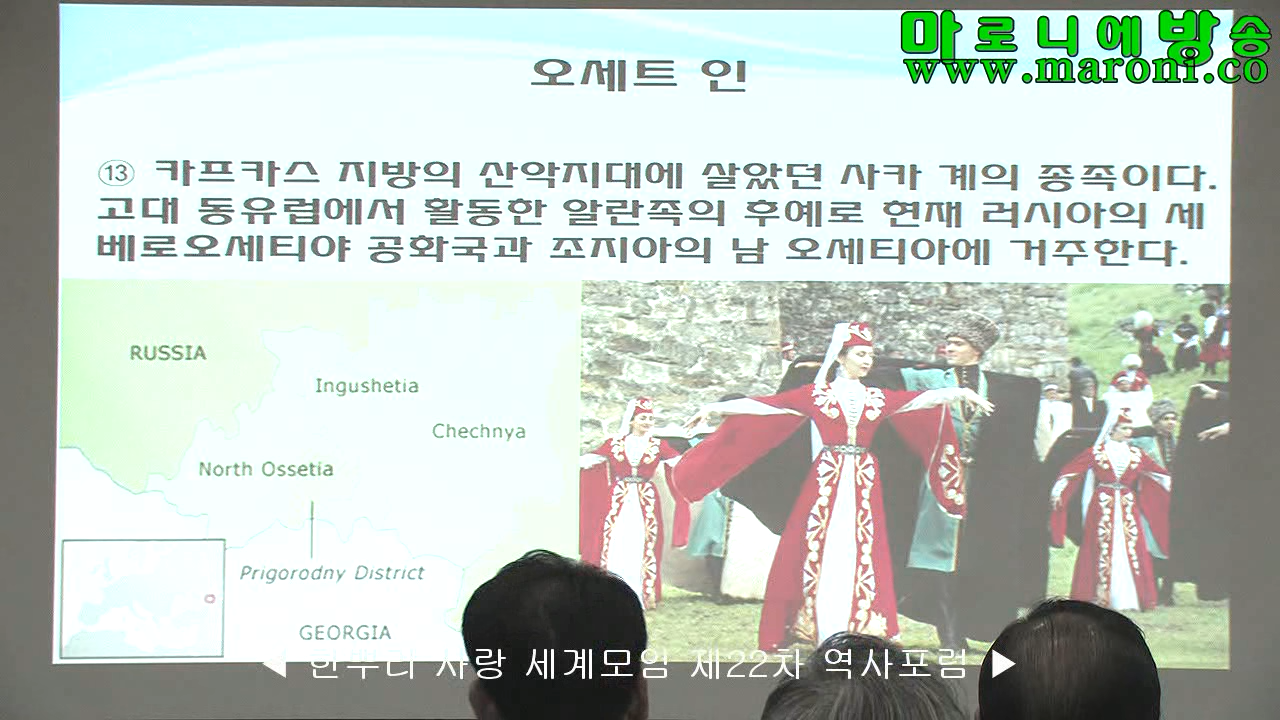 마로니에방송
www.maroni.co
오세트 인
⑬ 카프카스 지방의 산악지대에 살았던 사카 계의 종족이다.
고대 동유럽에서 활동한 알란족의 후예로 현재 러시아의 세
베로오세티야 공화국과 조지아의 남 오세티아에 거주한다.
RUSSIA
Ingushetia
Chechnya
North Ossetia
Prigorodny District
GEORGIA
◀ 한뿌리 사랑 세계모임 제22차 역사포럼 ▶